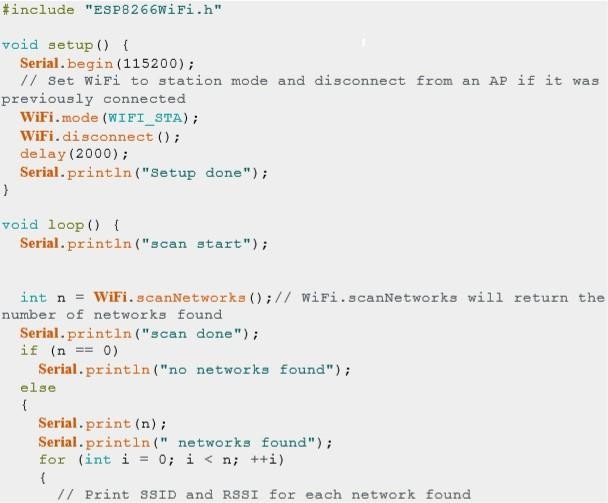 #include "ESP8266WiFi.h"
void setup() {
Serial.begin(115200);
// Set WiFi to station mode and disconnect from an AP if it was
previously connected
WiFi.mode(WIFI_STA);
WiFi.disconnect();
delay(2000);
Serial.println("Setup done");
}
void loop() {
Serial.println("scan start");
int n = WiFi.scanNetworks();// WiFi.scanNetworks will return the
number of networks found
Serial.println("scan done");
if (n == 0)
Serial.println("no networks found");
else
{
Serial.print(n);
Serial.println(" networks found");
for (int i = 0; i < n; ++i)
{
// Print SSID and RSSI for each network found